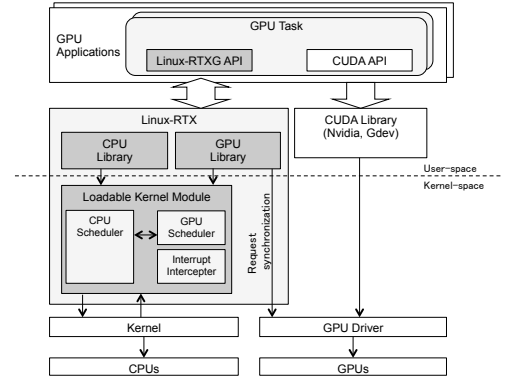 GPU Task
GPU
Applications
Linux-RTXG API
CUDA API
Linux-RTX
CUDA Library
(Nvidia, Gdev)
CPU
Library
GPU
Library
User-space
Kernel-space
Loadable Kernel Module
CPU
Scheduler
GPU
Scheduler
Interrupt
Intercepter
Request
synchronization
Kernel
GPU Driver
CPUs
GPUs